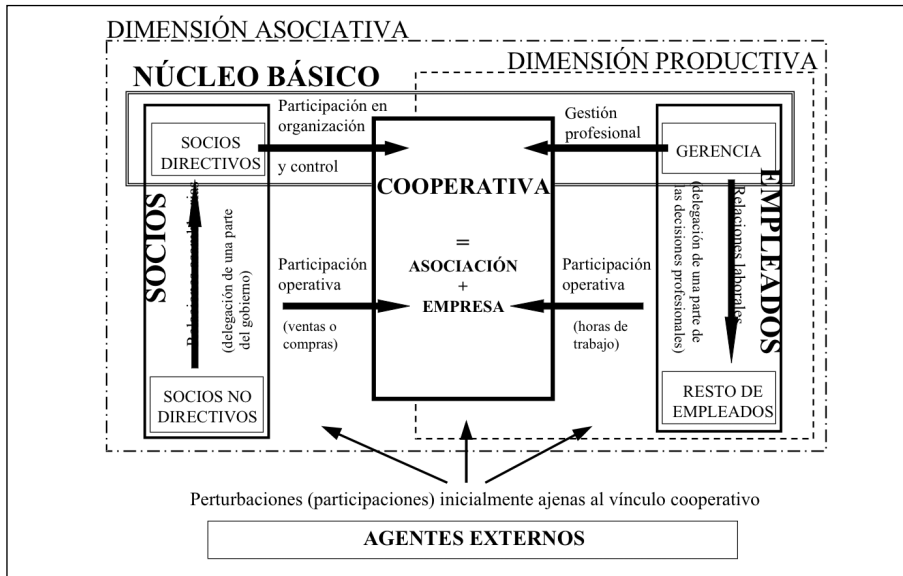 DIMENSIÓN ASOCIATIVA
DIMENSIÓN PRODUCTIVA
NÚCLEO BÁSICO
SOCIOS
DIRECTIVOS
Participación en
organización
y control
Gestión
profesional
GERENCIA
COOPERATIVA
=
ASOCIACIÓN
+
EMPRESA
SOCIOS
(delegación de una parte
del gobierno)
Participación
operativa
(ventas o
compras)
Participación
operativa
(horas de
trabajo)
(delegación de una parte de
las decisiones profesionales)
Relaciones laborales
EMPLEADOS
SOCIOS NO
DIRECTIVOS
RESTO DE
EMPLEADOS
Perturbaciones (participaciones) inicialmente ajenas al vínculo cooperativo
AGENTES EXTERNOS